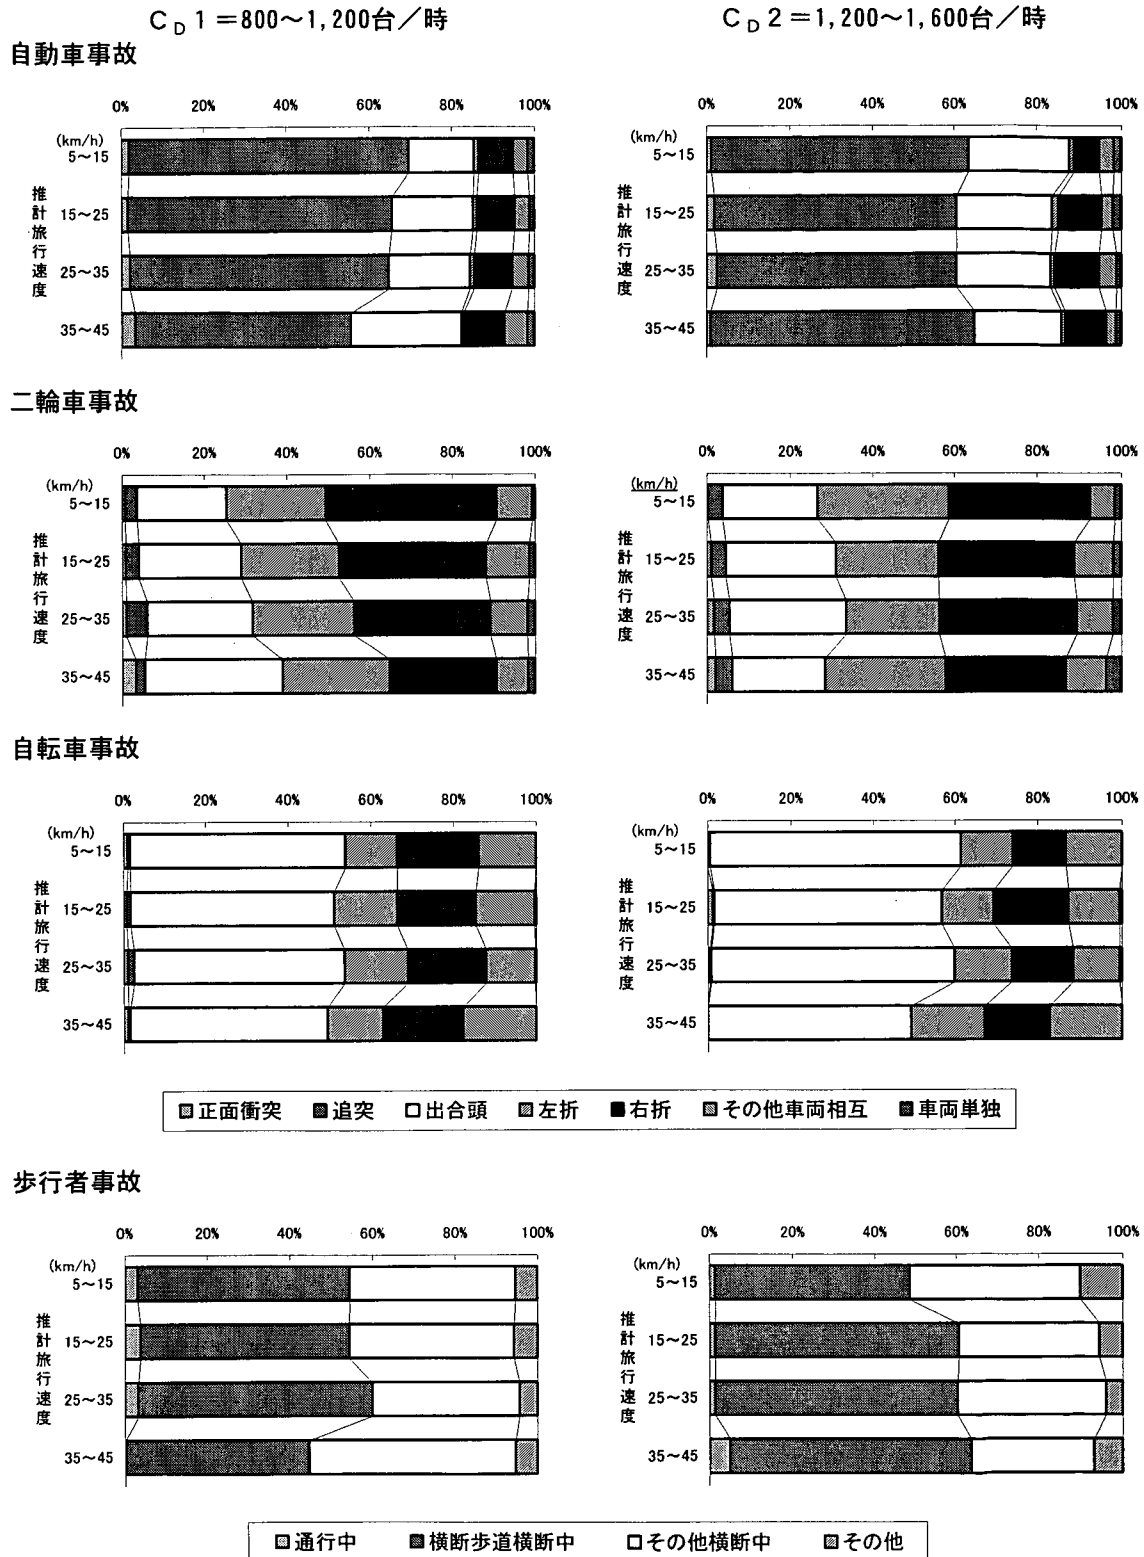 C D 1 =800~1,200台/時
C D 2 =1,200~1,600台/時
自動車事故
0% 20% 40% 60% 80% 100%
(km/h)
5~15
15~25
25~35
35~45
推計旅行速度
0% 20% 40% 60% 80% 100%
(km/h)
5~15
15~25
25~35
35~45
推計旅行速度
二輪車事故
0% 20% 40% 60% 80% 100%
(km/h)
5~15
15~25
25~35
35~45
推計旅行速度
0% 20% 40% 60% 80% 100%
(km/h)
5~15
15~25
25~35
35~45
推計旅行速度
自転車事故
0% 20% 40% 60% 80% 100%
(km/h)
5~15
15~25
25~35
35~45
推計旅行速度
0% 20% 40% 60% 80% 100%
(km/h)
5~15
15~25
25~35
35~45
推計旅行速度
正面衝突 追突 出合頭 左折 右折 その他車両相互 車両単独
歩行者事故
0% 20% 40% 60% 80% 100%
(km/h)
5~15
15~25
25~35
35~45
推計旅行速度
0% 20% 40% 60% 80% 100%
(km/h)
5~15
15~25
25~35
35~45
推計旅行速度
通行中 横断歩道横断中 その他横断中 その他